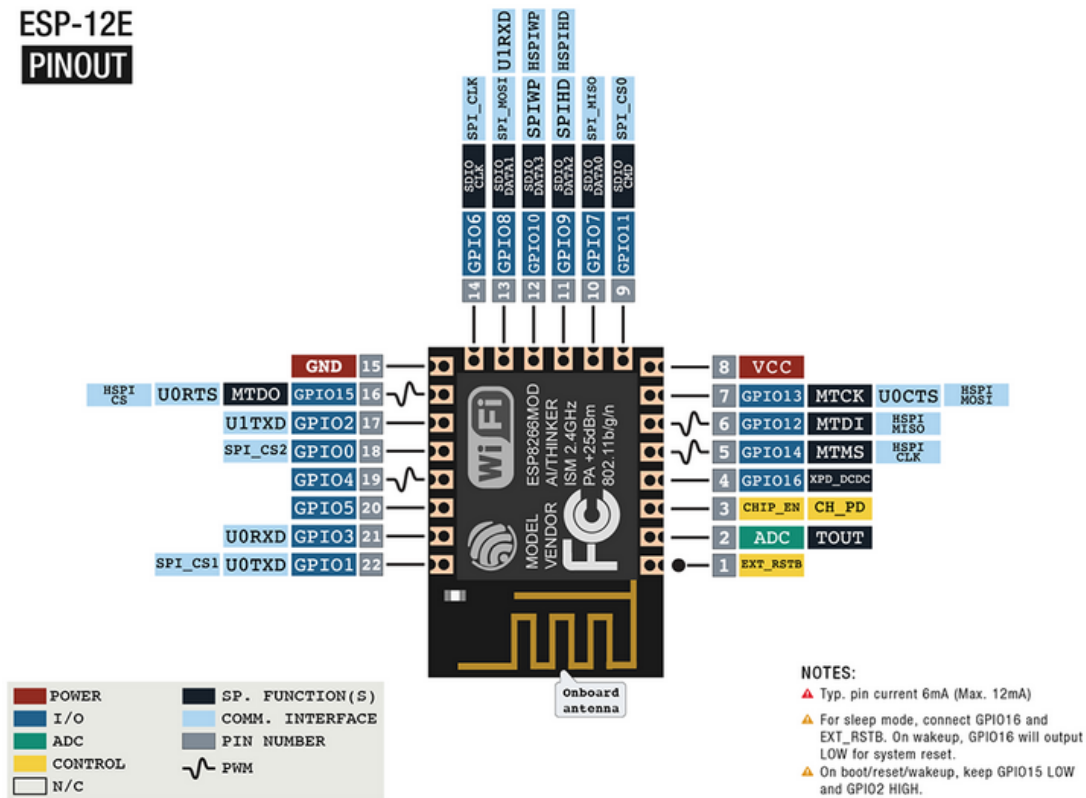 ESP-12E
PINOUT
SPI_CLK
SDIO CLK
GPIO6
14
U1RXD
SPI_MOSI
SDIO DATA1
GPIO8
13
HSPIWP
SPIWP
SDIO DATA3
GPIO10
12
HSPIHD
SPIHD
SDIO DATA2
GPIO9
11
SPI_MISO
SDIO DATA0
GPIO7
10
SPI_CS0
SDIO CMD
GPIO11
9
GND 15
HSPI CS U0RTS MTDO GPIO15 16
U1TXD GPIO2 17
SPI_CS2 GPIO0 18
GPIO4 19
GPIO5 20
U0RXD GPIO3 21
SPI_CS1 U0TXD GPIO1 22
WiFi
ESP8266MOD
AI/THINKER
ISM 2.4GHz
PA +25dBm
802.11b/g/n
MODEL
VENDOR
FC
8 VCC
7 GPIO13 MTCK U0CTS HSPI MOSI
6 GPIO12 MTDI HSPI MISO
5 GPIO14 MTMS HSPI CLK
4 GPIO16 XPD_DCDC
3 CHIP_EN CH_PD
2 ADC TOUT
1 EXT_RSTB
Onboard
antenna
POWER
I/O
ADC
CONTROL
N/C
SP. FUNCTION(S)
COMM. INTERFACE
PIN NUMBER
PWM
NOTES:
Typ. pin current 6mA (Max. 12mA)
For sleep mode, connect GPIO16 and
EXT_RSTB. On wakeup, GPIO16 will output
LOW for system reset.
On boot/reset/wakeup, keep GPIO15 LOW
and GPIO2 HIGH.